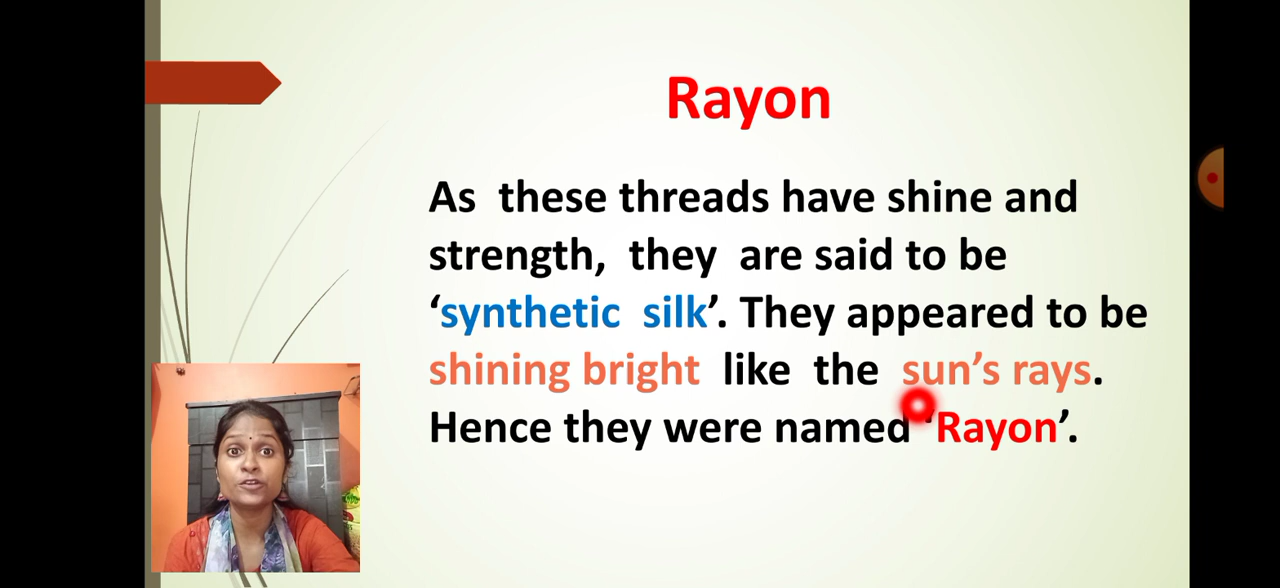 Rayon
As these threads have shine and
strength, they are said to be
‘synthetic silk’. They appeared to be
shining bright like the sun’s rays.
Hence they were named ‘Rayon’.